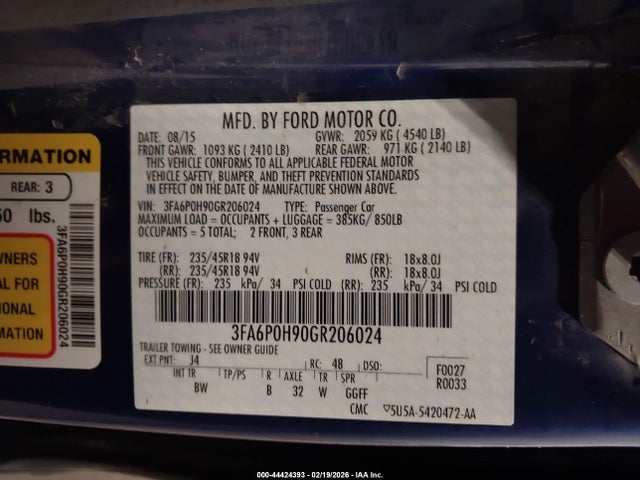 MFD. BY FORD MOTOR CO.
DATE: 08/15 GVWR: 2059 KG ( 4540 LB)
FRONT GAWR: 1093 KG ( 2410 LB) REAR GAWR: 971 KG ( 2140 LB)
THIS VEHICLE CONFORMS TO ALL APPLICABLE FEDERAL MOTOR
VEHICLE SAFETY, BUMPER, AND THEFT PREVENTION STANDARDS
IN EFFECT ON THE DATE OF MANUFACTURE SHOWN ABOVE.
VIN: 3FA6P0H90GR206024 TYPE: Passenger Car
MAXIMUM LOAD = OCCUPANTS + LUGGAGE = 385KG/ 850LB
OCCUPANTS = 5 TOTAL; 2 FRONT, 3 REAR
TIRE (FR): 235/45R18 94V RIMS (FR): 18x8.0J
(RR): 235/45R18 94V (RR): 18x8.0J
PRESSURE (FR): 235 kPa/ 34 PSI COLD (RR): 235 kPa/ 34 PSI COLD
3FA6P0H90GR206024
TRAILER TOWING - SEE OWNER GUIDE
EXT PNT: J4 RC: 48 DSO: F0027
INT TR TP/PS R AXLE TR SPR R0033
BW B 32 W GGFF
CMC ▽5U5A-5420472-AA
ORMATION
REAR: 3
50 lbs.
WNERS
AL FOR
IONAL
MATION
3FA6P0H90GR206024
000-44424393 - 02/19/2026 - IAA Inc.